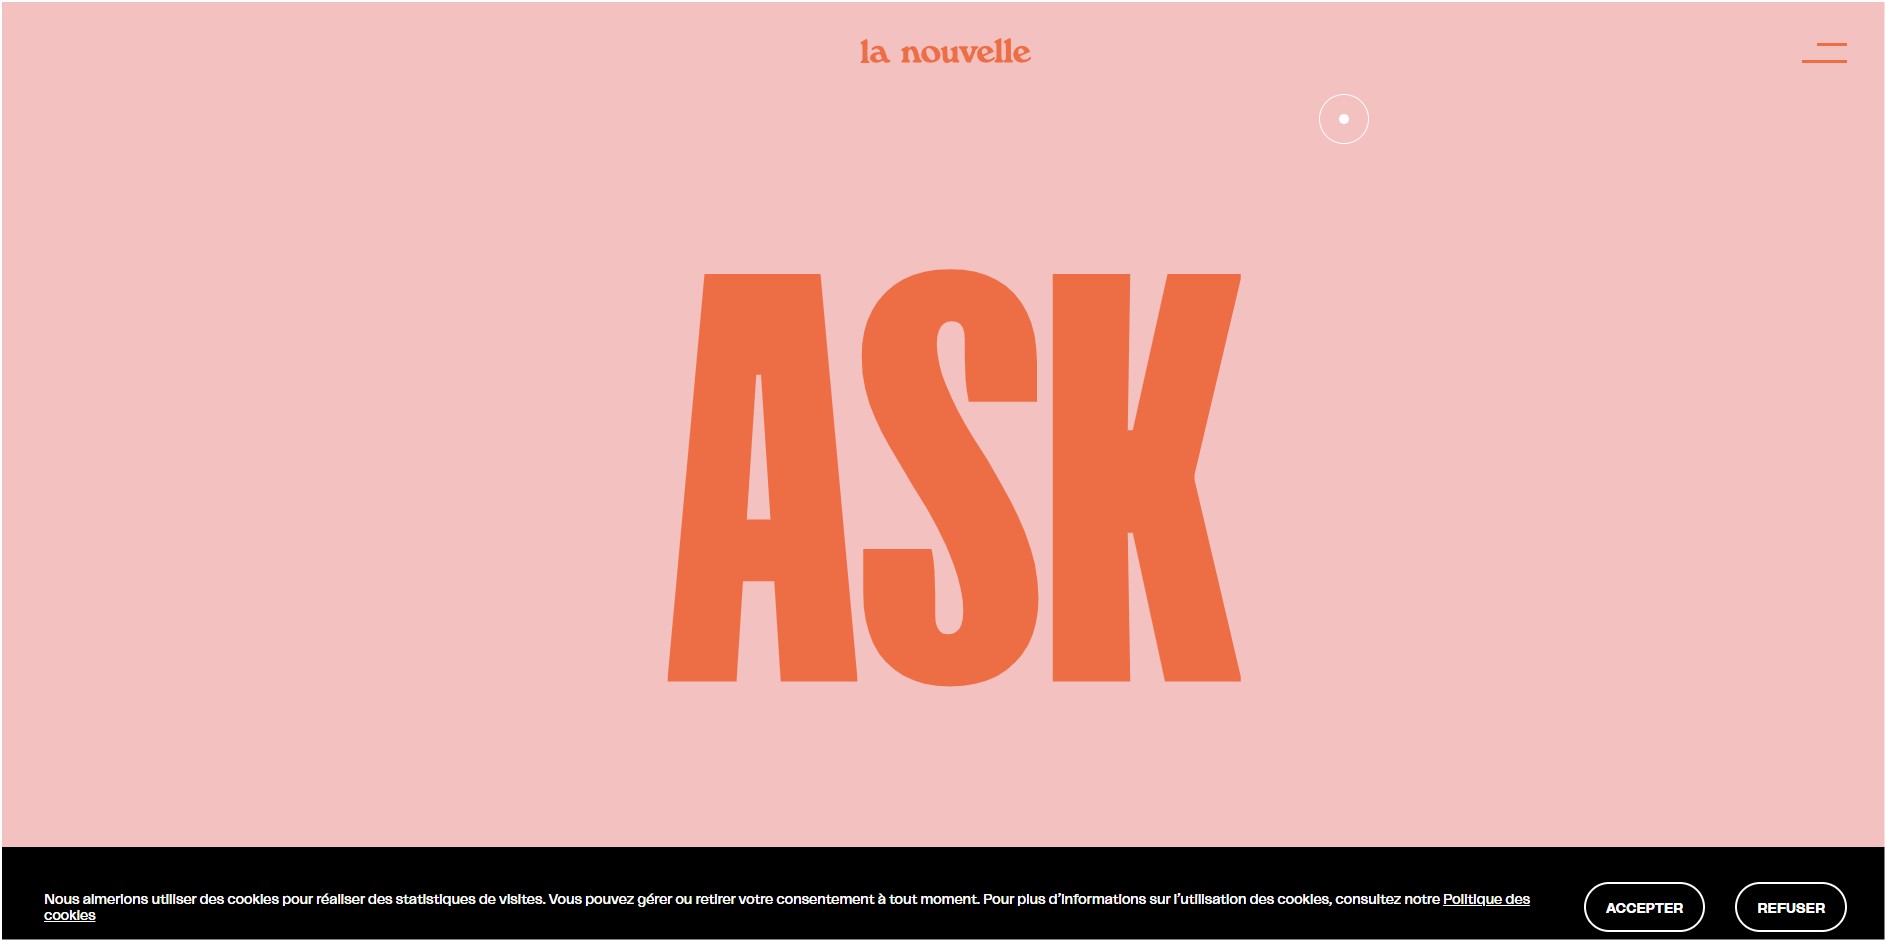 la nouvelle
ASK
Nous aimerions utiliser des cookies pour réaliser des statistiques de visites. Vous pouvez gérer ou retirer votre consentement à tout moment. Pour plus d'informations sur l'utilisation des cookies, consultez notre Politique des
cookies
ACCEPTER
REFUSER